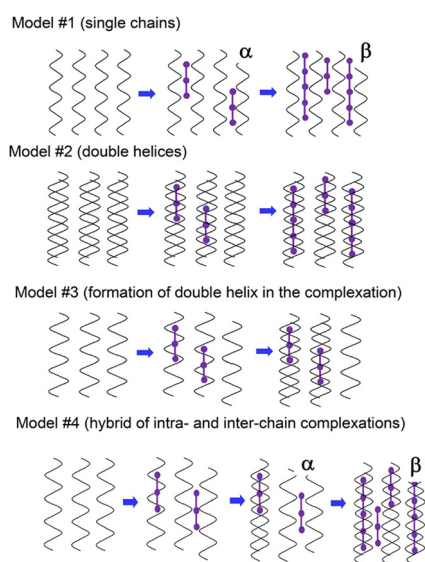 Model #1 (single chains)
α
β
Model #2 (double helices)
Model #3 (formation of double helix in the complexation)
Model #4 (hybrid of intra- and inter-chain complexations)
α
β